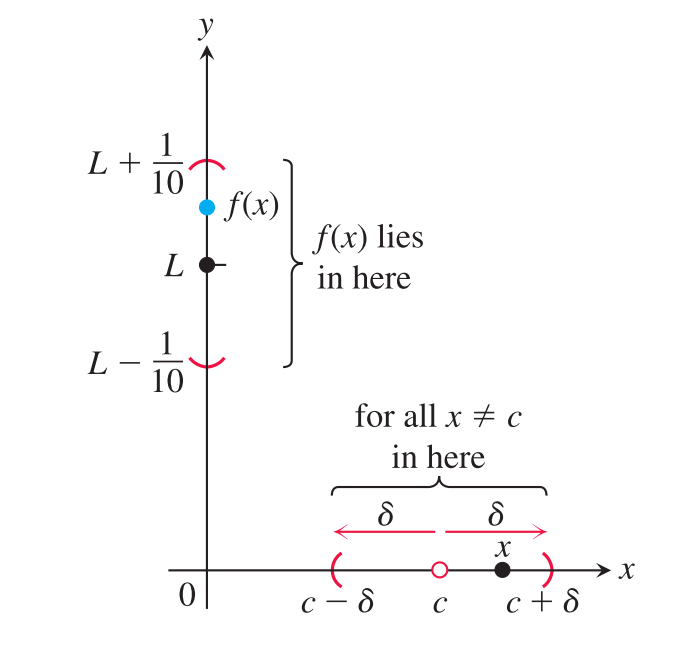 y
L + 1/10
f(x)
f(x) lies
in here
L
L − 1/10
for all x ≠ c
in here
δ δ
x
x
0
c − δ c c + δ